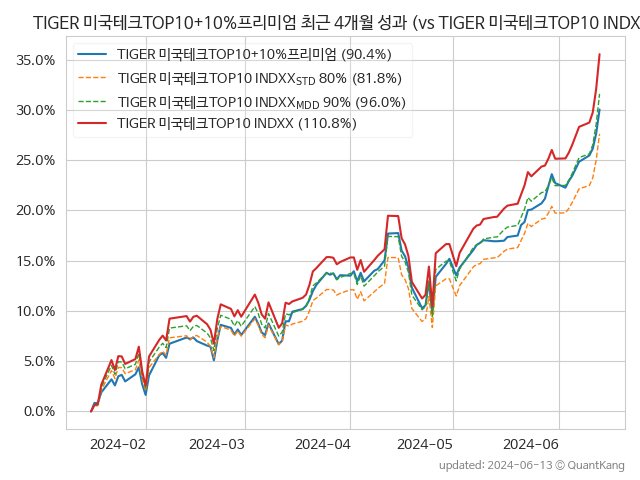 TIGER 미국테크TOP10+10%프리미엄 최근 4개월 성과 (vs TIGER 미국테크TOP10 INDX
TIGER 미국테크TOP10+10%프리미엄 (90.4%)
TIGER 미국테크TOP10 INDXXSTD 80% (81.8%)
TIGER 미국테크TOP10 INDXXMDD 90% (96.0%)
TIGER 미국테크TOP10 INDXX (110.8%)
35.0%
30.0%
25.0%
20.0%
15.0%
10.0%
5.0%
0.0%
2024-02 2024-03 2024-04 2024-05 2024-06
updated: 2024-06-13 © QuantKang